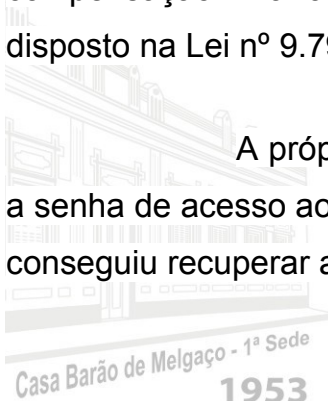 disposto na Lei nº 9.79
A próp
a senha de acesso ao
conseguiu recuperar a
Casa Barão de Melgaço - 1ª Sede
1953